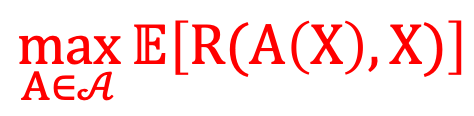 max 𝔼[R(A(X), X)]
A∈𝒜